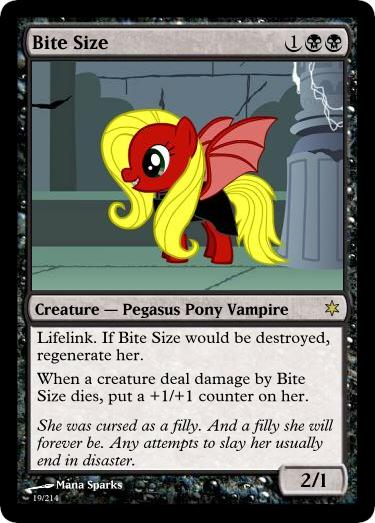 Bite Size 1
Creature — Pegasus Pony Vampire
Lifelink. If Bite Size would be destroyed,
regenerate her.
When a creature deal damage by Bite
Size dies, put a +1/+1 counter on her.
She was cursed as a filly. And a filly she will
forever be. Any attempts to slay her usually
end in disaster.
Mana Sparks
2/1
19/214